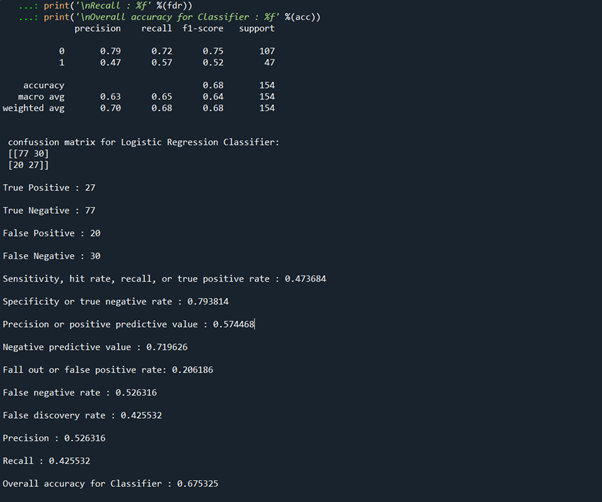 ...: print('\nRecall : %f' %(fdr))
...: print('\nOverall accuracy for Classifier : %f' %(acc))
precision recall f1-score support
0 0.79 0.72 0.75 107
1 0.47 0.57 0.52 47
accuracy 0.68 154
macro avg 0.63 0.65 0.64 154
weighted avg 0.70 0.68 0.68 154
confussion matrix for Logistic Regression Classifier:
[[77 30]
[20 27]]
True Positive : 27
True Negative : 77
False Positive : 20
False Negative : 30
Sensitivity, hit rate, recall, or true positive rate : 0.473684
Specificity or true negative rate : 0.793814
Precision or positive predictive value : 0.574468
Negative predictive value : 0.719626
Fall out or false positive rate: 0.206186
False negative rate : 0.526316
False discovery rate : 0.425532
Precision : 0.526316
Recall : 0.425532
Overall accuracy for Classifier : 0.675325